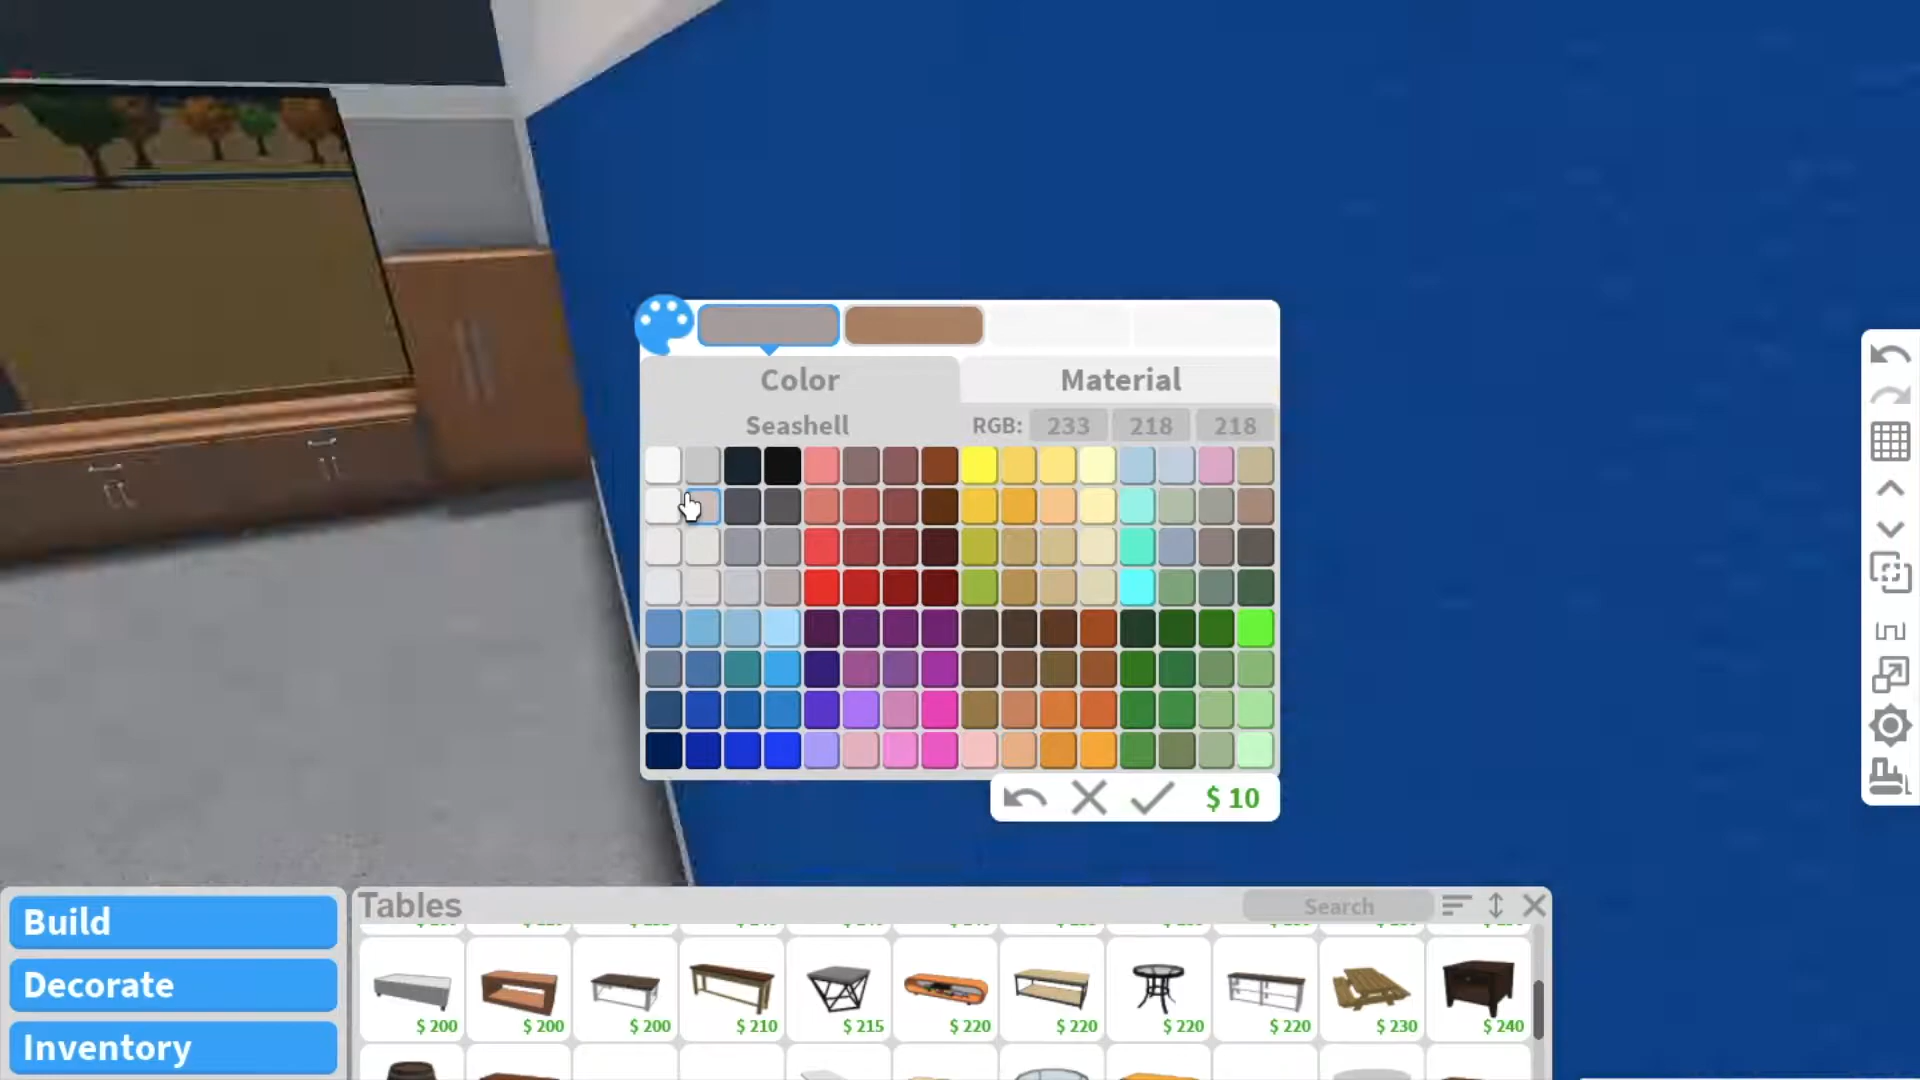 Color
Material
Seashell
RGB: 233 218 218
$ 10
Build
Decorate
Inventory
Tables
Search
$ 200
$ 200
$ 200
$ 210
$ 215
$ 220
$ 220
$ 220
$ 220
$ 230
$ 240